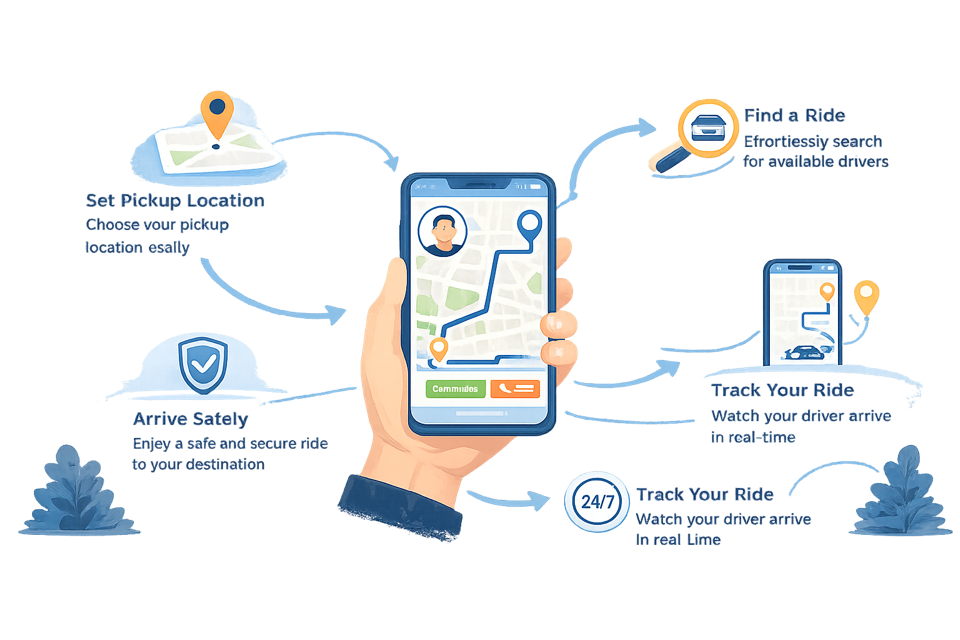 Set Pickup Location
Choose vour pickup
location esally
Find a Ride
Efrortiessiy search
for available drivers
Commules
Arrive Sately
Enjoy a safe and secure ride
to your destination
Track Your Ride
Watch your driver arrive
in real-time
24/7
Track Your Ride
Watch your driver arrive
In real Lime